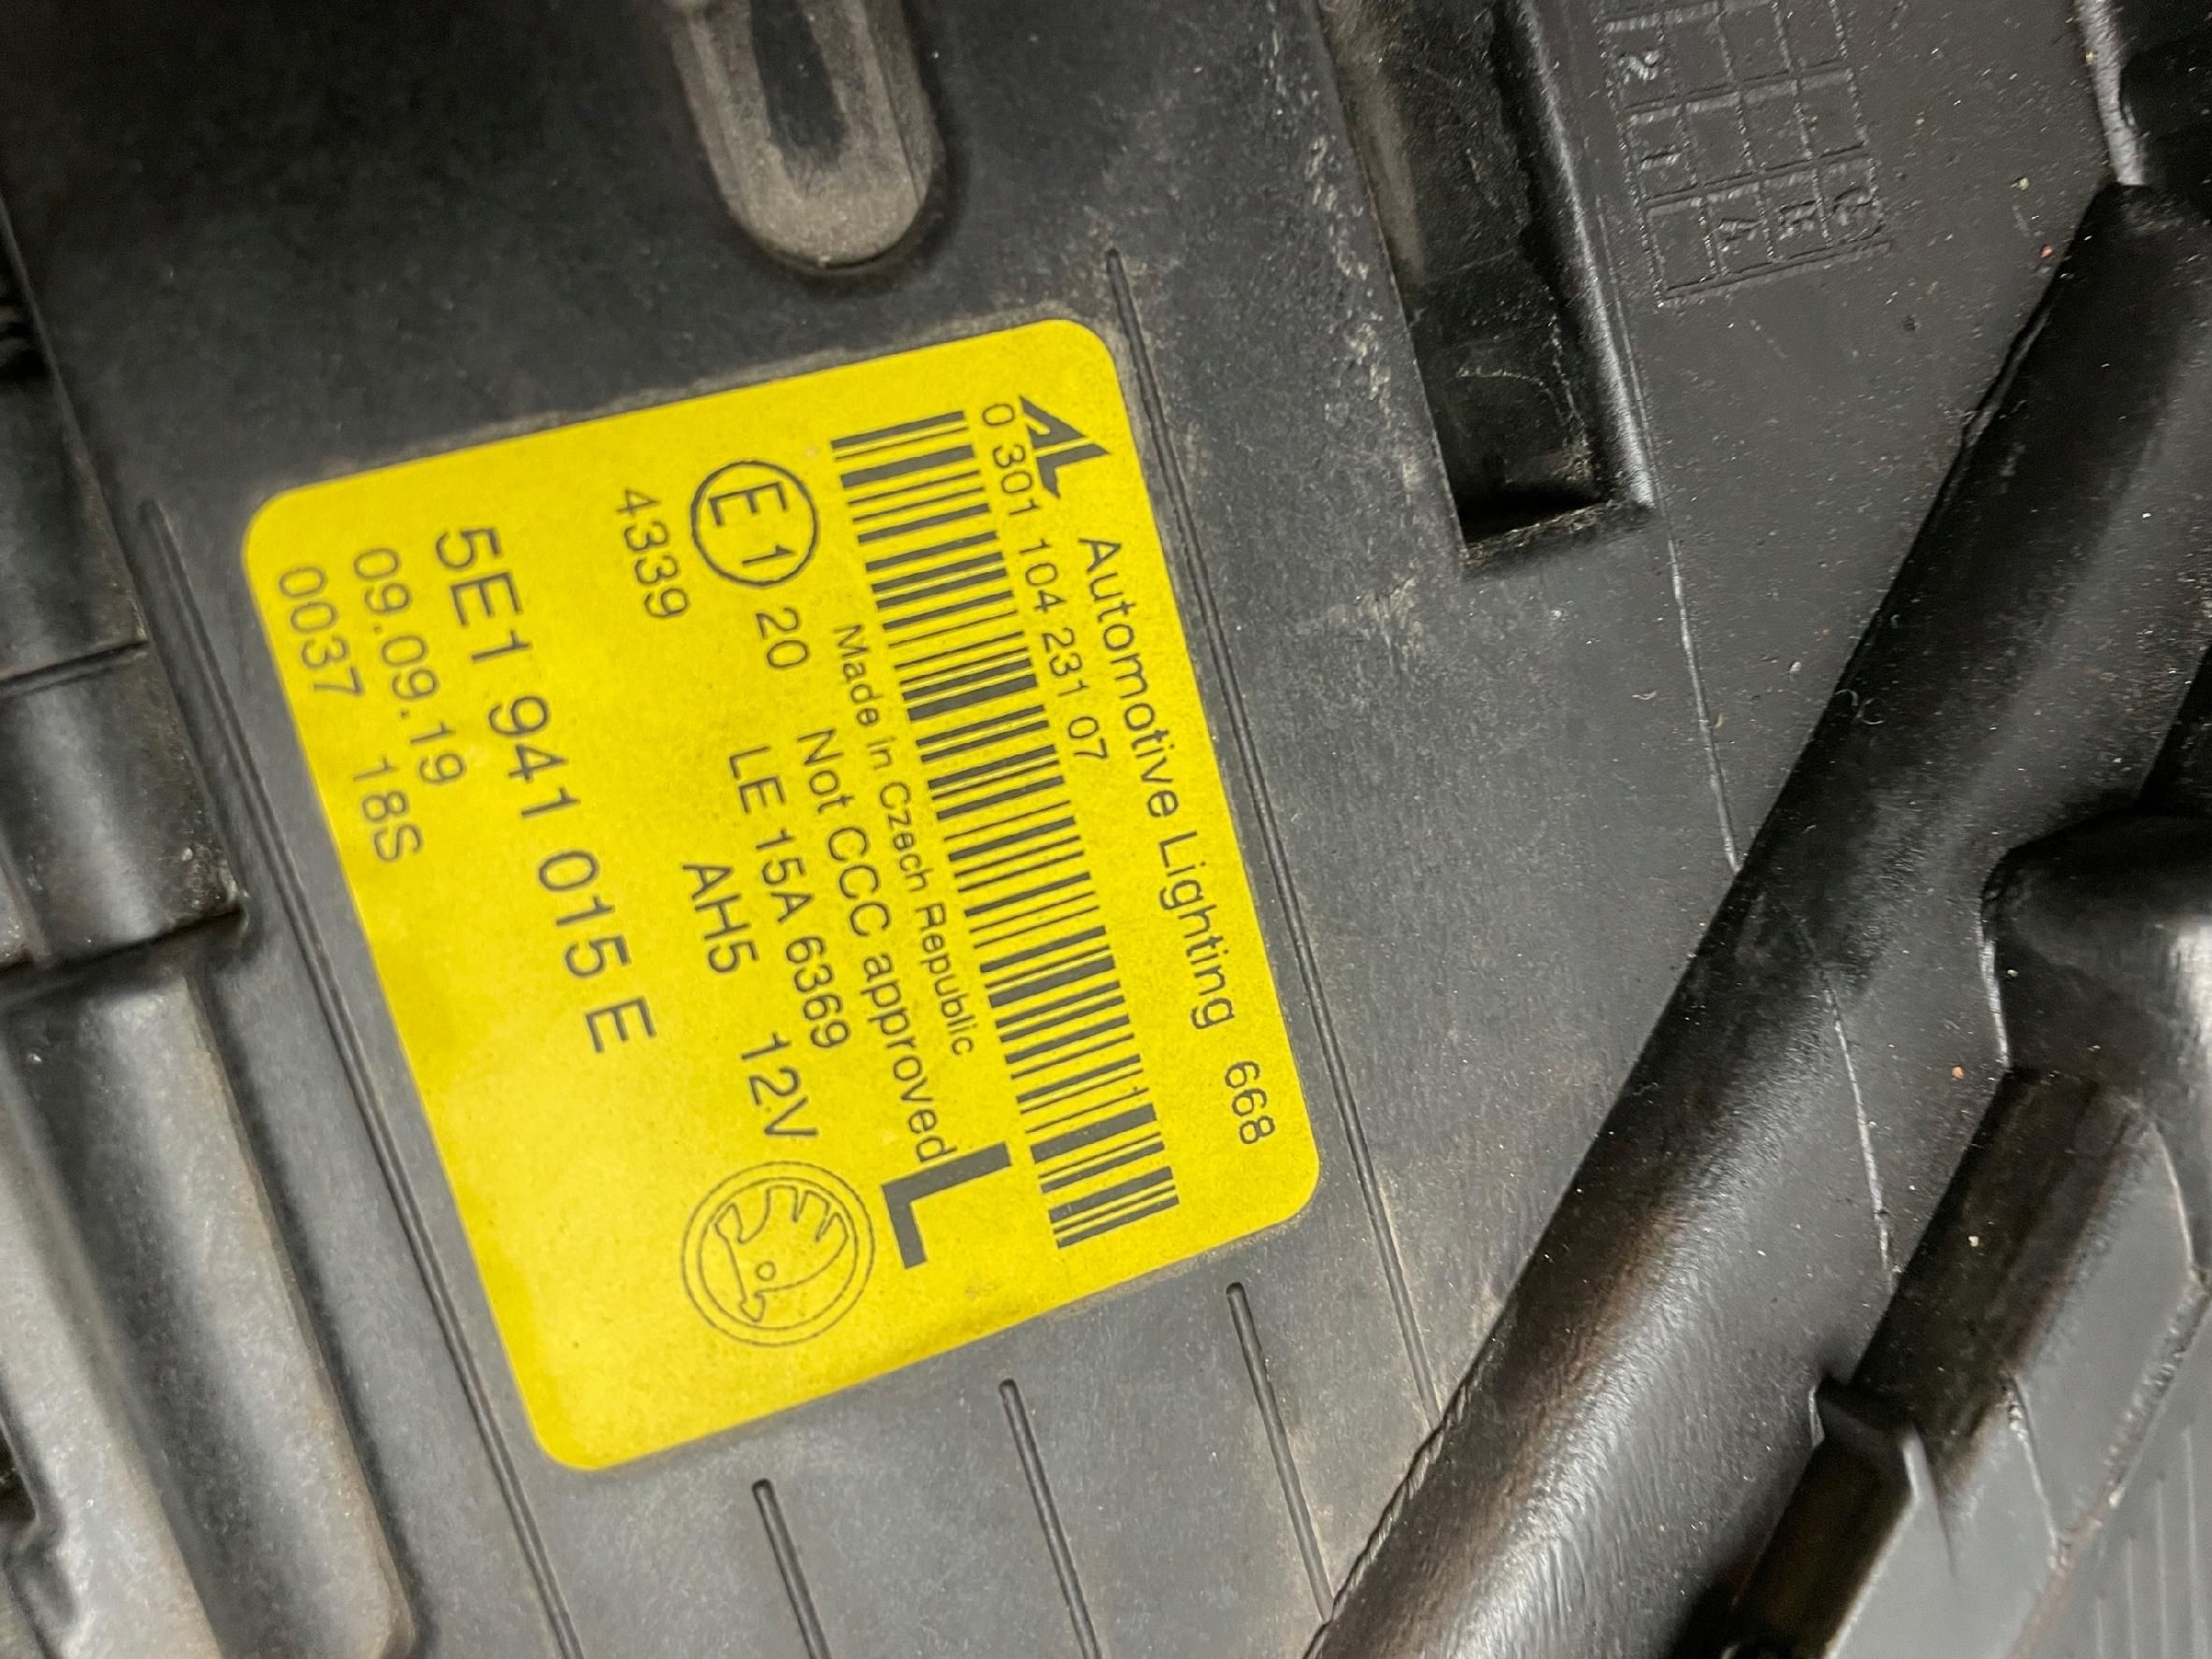 Automotive Lighting 668
0 301 104 231 07
Made in Czech Republic
E1 20 Not CCC approved L
4339 LE 15A 6369
AH5 12V
5E1 941 015 E
09.09.19
0037 18S